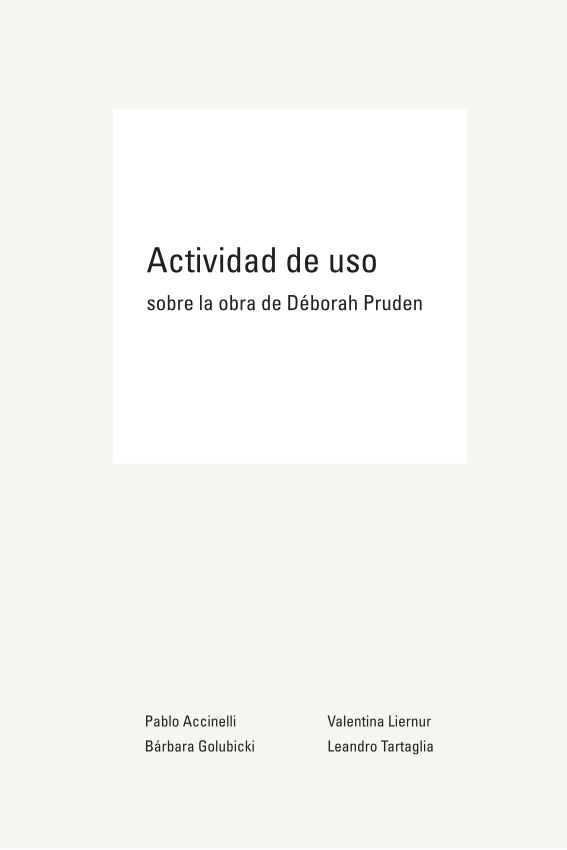 Actividad de uso
sobre la obra de Déborah Pruden
Pablo Accinelli
Bárbara Golubicki
Valentina Liernur
Leandro Tartaglia